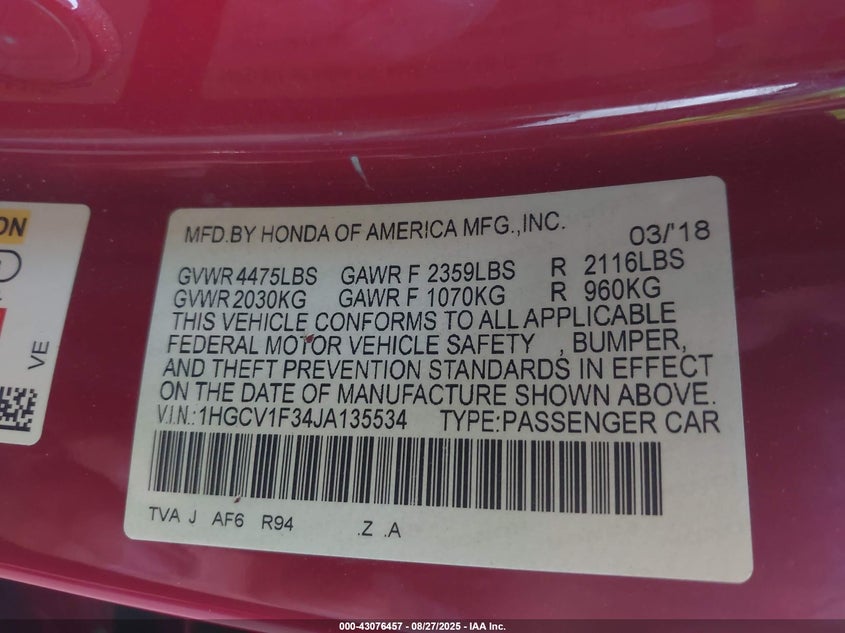 ON
VE
MFD.BY HONDA OF AMERICA MFG.,INC. 03/'18
GVWR 4475LBS GAWR F 2359LBS R 2116LBS
GVWR 2030KG GAWR F 1070KG R 960KG
THIS VEHICLE CONFORMS TO ALL APPLICABLE
FEDERAL MOTOR VEHICLE SAFETY , BUMPER,
AND THEFT PREVENTION STANDARDS IN EFFECT
ON THE DATE OF MANUFACTURE SHOWN ABOVE.
V.I.N.:1HGCV1F34JA135534 TYPE:PASSENGER CAR
TVA J AF6 R94 .Z .A
000-43076457 - 08/27/2025 - IAA Inc.